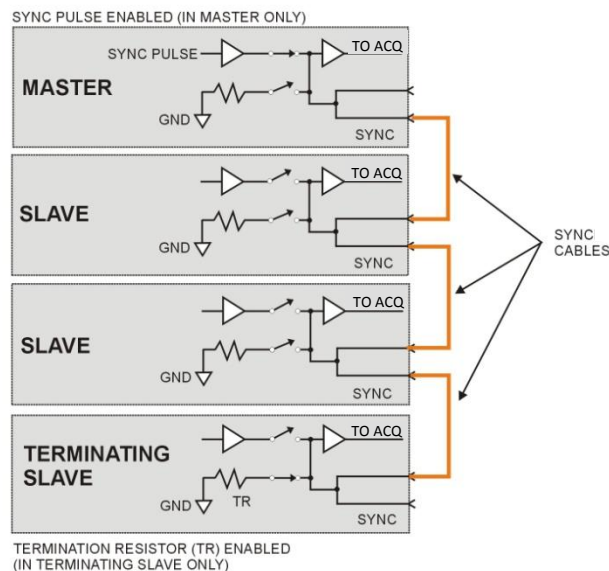 SYNC PULSE ENABLED (IN MASTER ONLY)
SYNC PULSE
TO ACQ
MASTER
GND
SYNC
TO ACQ
SLAVE
GND
SYNC
SYNC
CABLES
TO ACQ
SLAVE
GND
SYNC
TO ACQ
TERMINATING
SLAVE
GND
TR
SYNC
TERMINATION RESISTOR (TR) ENABLED
(IN TERMINATING SLAVE ONLY)